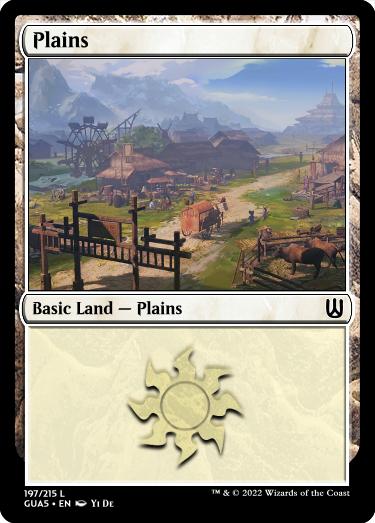 Plains
Basic Land — Plains
197/215 L
GUA5 • EN Yi De
™ & © 2022 Wizards of the Coast